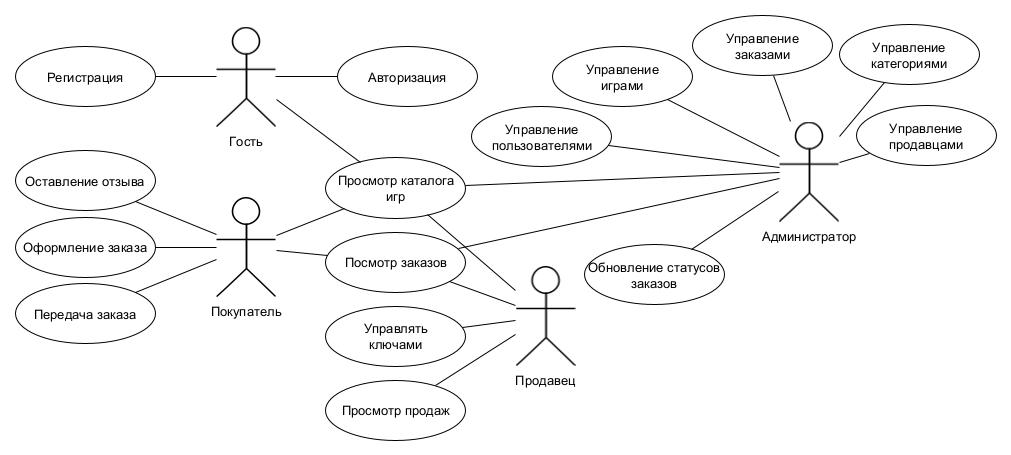 Регистрация
Авторизация
Гость
Управление
играми
Управление
заказами
Управление
категориями
Управление
пользователями
Управление
продавцами
Администратор
Оставление отзыва
Оформление заказа
Передача заказа
Покупатель
Просмотр каталога
игр
Посмотр заказов
Управлять
ключами
Просмотр продаж
Продавец
Обновление статусов
заказов